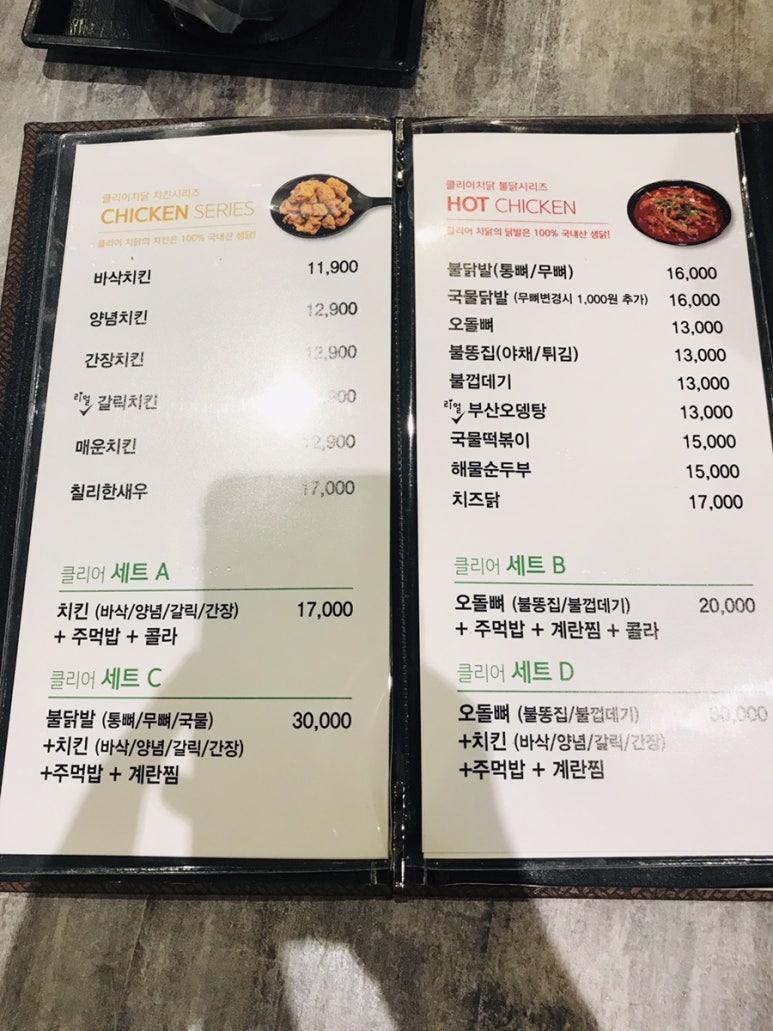 클리어치닭 치킨시리즈
CHICKEN SERIES
클리어 치닭의 치킨은 100% 국내산 생닭!
바삭치킨 11,900
양념치킨 12,900
간장치킨 12,900
리얼 갈릭치킨
매운치킨 12,900
칠리한새우 17,000
클리어 세트 A
치킨 (바삭/양념/갈릭/간장) 17,000
+ 주먹밥 + 콜라
클리어 세트 C
불닭발 (통뼈/무뼈/국물) 30,000
+치킨 (바삭/양념/갈릭/간장)
+주먹밥 + 계란찜
클리어치닭 불닭시리즈
HOT CHICKEN
클리어 치닭의 닭발은 100% 국내산 생닭!
불닭발(통뼈/무뼈) 16,000
국물닭발 (무뼈변경시 1,000원 추가) 16,000
오돌뼈 13,000
불똥집(야채/튀김) 13,000
불껍데기 13,000
리얼 부산오뎅탕 13,000
국물떡볶이 15,000
해물순두부 15,000
치즈닭 17,000
클리어 세트 B
오돌뼈 (불똥집/불껍데기) 20,000
+ 주먹밥 + 계란찜 + 콜라
클리어 세트 D
오돌뼈 (불똥집/불껍데기) 30,000
+치킨 (바삭/양념/갈릭/간장)
+주먹밥 + 계란찜